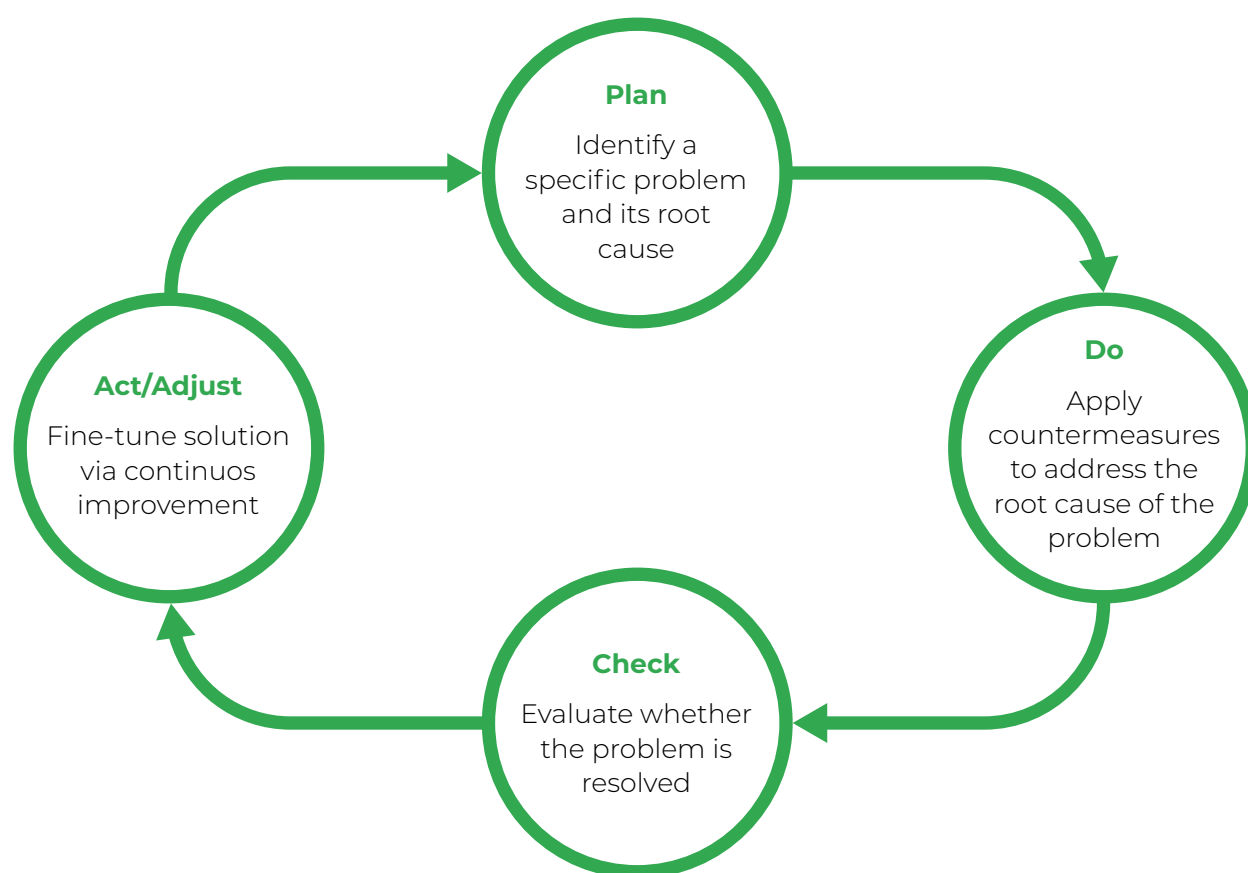 Plan
Identify a
specific problem
and its root
cause
Do
Apply
countermeasures
to address the
root cause of the
problem
Check
Evaluate whether
the problem is
resolved
Act/Adjust
Fine-tune solution
via continuos
improvement